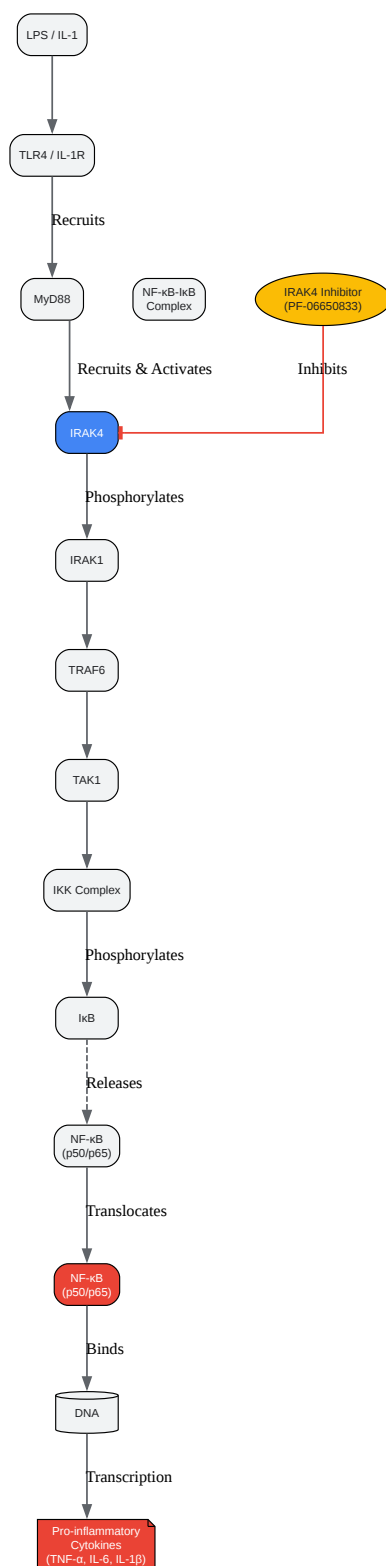 LPS / IL-1
TLR4 / IL-1R
Recruits
MyD88
NF-κB-IκB
Complex
IRAK4 Inhibitor
(PF-06650833)
Recruits & Activates
Inhibits
IRAK4
Phosphorylates
IRAK1
TRAF6
TAK1
IKK Complex
Phosphorylates
IκB
Releases
NF-κB
(p50/p65)
Translocates
NF-κB
(p50/p65)
Binds
DNA
Transcription
Pro-inflammatory
Cytokines
(TNF-α, IL-6, IL-1β)